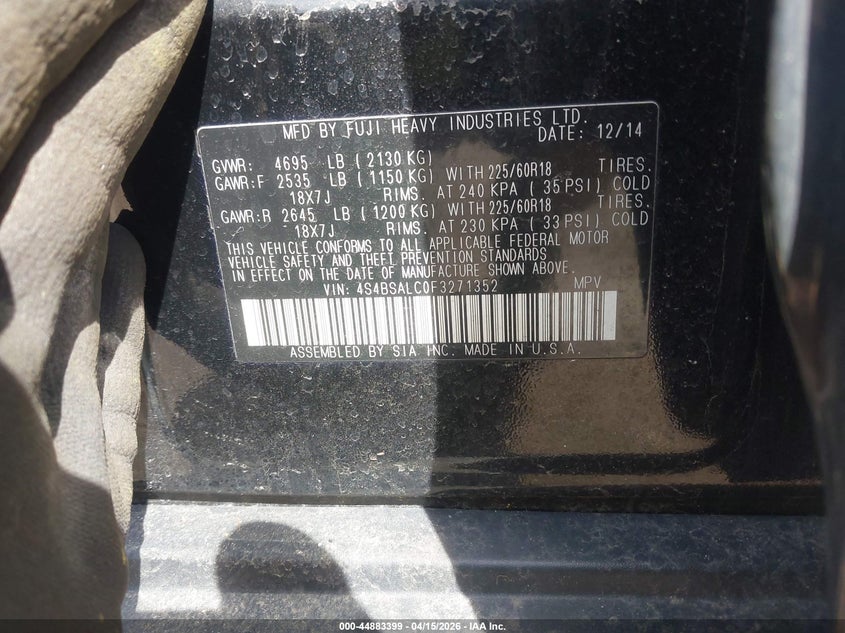 MFD BY FUJI HEAVY INDUSTRIES LTD.
DATE: 12/14
GVWR: 4695 LB ( 2130 KG)
GAWR:F 2535 LB ( 1150 KG) WITH 225/60R18 TIRES.
18X7J RIMS. AT 240 KPA ( 35 PSI) COLD
GAWR:R 2645 LB ( 1200 KG) WITH 225/60R18 TIRES.
18X7J RIMS. AT 230 KPA ( 33 PSI) COLD
THIS VEHICLE CONFORMS TO ALL APPLICABLE FEDERAL MOTOR
VEHICLE SAFETY AND THEFT PREVENTION STANDARDS
IN EFFECT ON THE DATE OF MANUFACTURE SHOWN ABOVE.
VIN: 4S4BSALC0F3271352 MPV
ASSEMBLED BY SIA INC. MADE IN U.S.A.
000-44883399 - 04/15/2026 - IAA Inc.